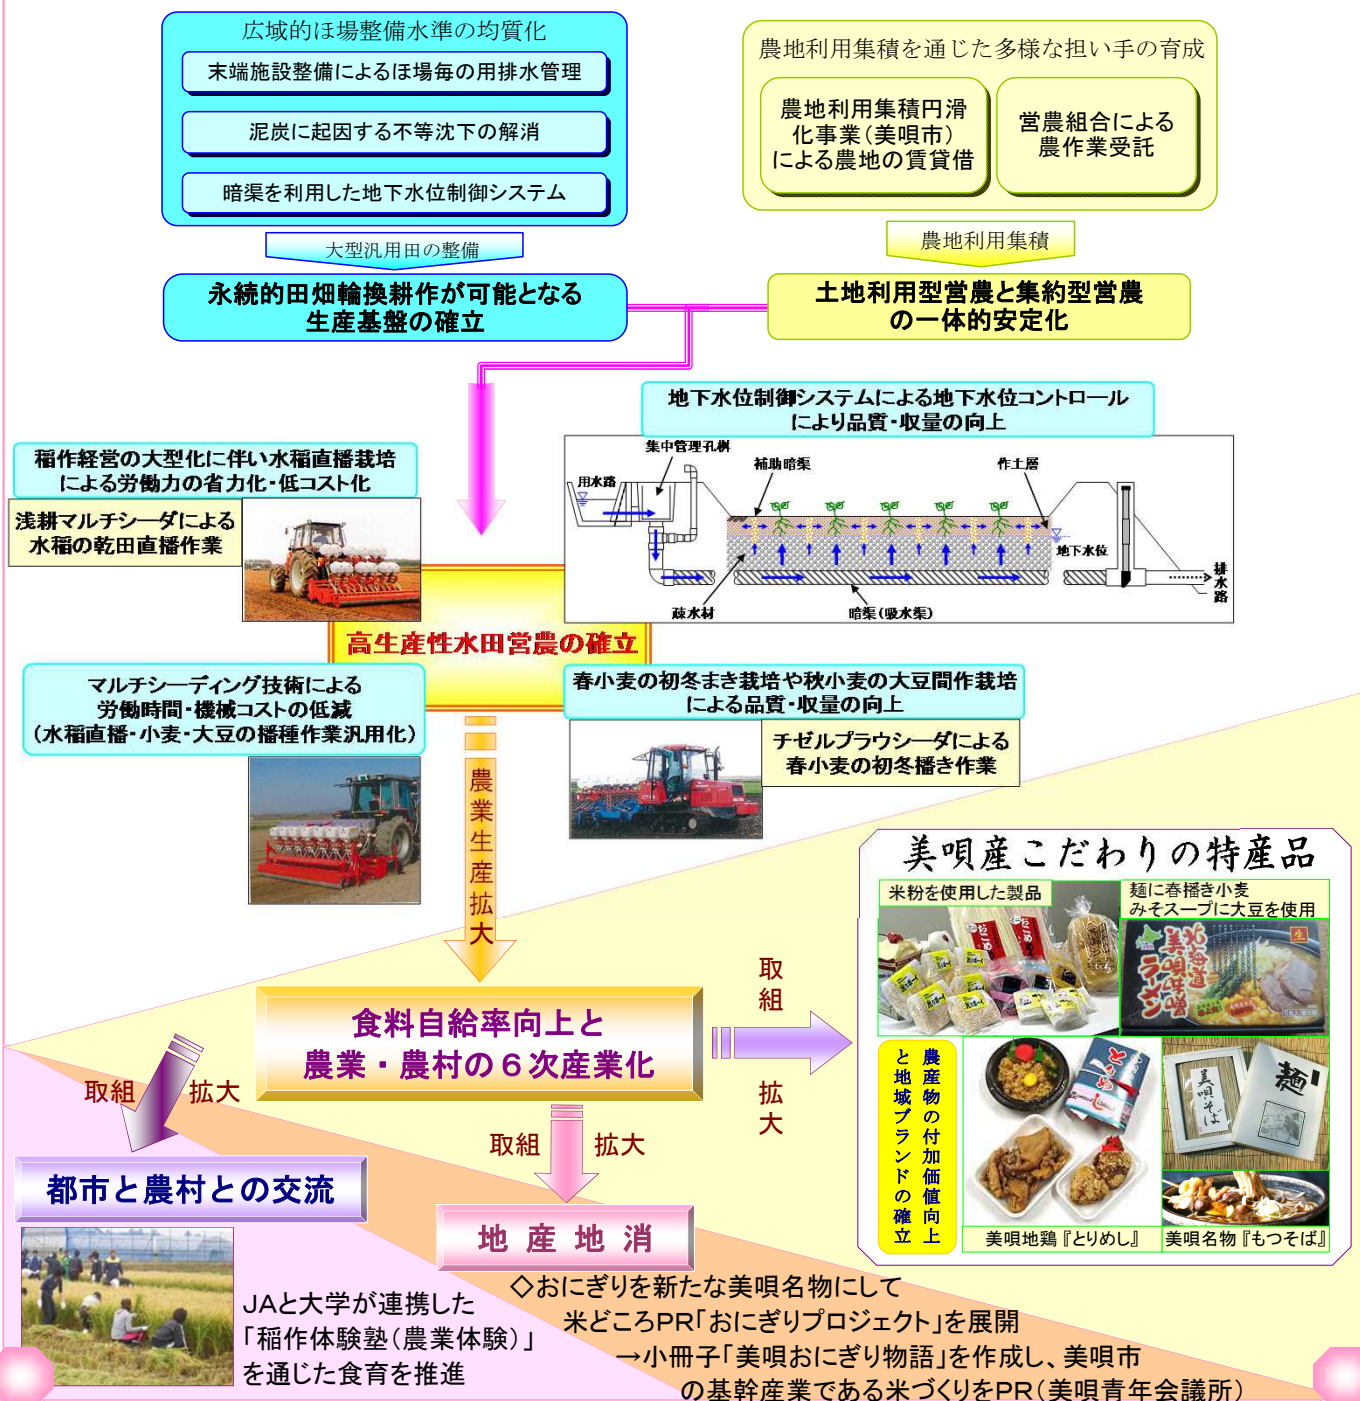 広域的ほ場整備水準の均質化
末端施設整備によるほ場毎の用排水管理
泥炭に起因する不等沈下の解消
暗渠を利用した地下水位制御システム
大型汎用田の整備
永続的田畑輪換耕作が可能となる
生産基盤の確立
農地利用集積を通じた多様な担い手の育成
農地利用集積円滑
化事業(美唄市)
による農地の賃貸借
営農組合による
農作業受託
農地利用集積
土地利用型営農と集約型営農
の一体的安定化
地下水位制御システムによる地下水位コントロール
により品質・収量の向上
集中管理孔桝
用水路
補助暗渠
作土層
地下水位
排水路
疎水材
暗渠(吸水渠)
稲作経営の大型化に伴い水稲直播栽培
による労働力の省力化・低コスト化
浅耕マルチシーダによる
水稲の乾田直播作業
高生産性水田営農の確立
マルチシーディング技術による
労働時間・機械コストの低減
(水稲直播・小麦・大豆の播種作業汎用化)
春小麦の初冬まき栽培や秋小麦の大豆間作栽培
による品質・収量の向上
チゼルプラウシーダによる
春小麦の初冬播き作業
農業生産拡大
美唄産こだわりの特産品
米粉を使用した製品
麺に春播き小麦
みそスープに大豆を使用
北海道
美唄味噌
ラーメン
生
農産物の付加価値向上
と地域ブランドの確立
とりめし
美唄そば
麺
美唄地鶏『とりめし』
美唄名物『もつそば』
取組
拡大
食料自給率向上と
農業・農村の6次産業化
取組 拡大
取組 拡大
都市と農村との交流
地産地消
JAと大学が連携した
「稲作体験塾(農業体験)」
を通じた食育を推進
◇おにぎりを新たな美唄名物にして
米どころPR「おにぎりプロジェクト」を展開
→小冊子「美唄おにぎり物語」を作成し、美唄市
の基幹産業である米づくりをPR(美唄青年会議所)